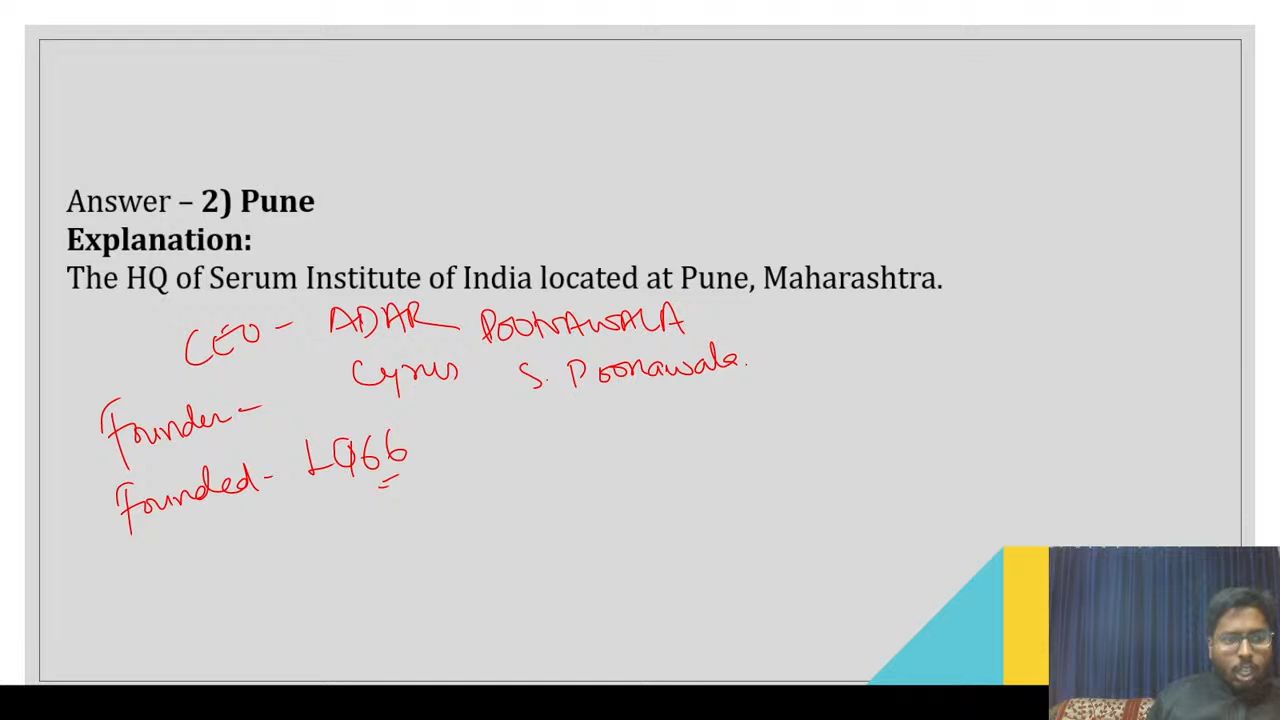 Answer – 2) Pune
Explanation:
The HQ of Serum Institute of India located at Pune, Maharashtra.
CEO - ADAR POONAWALA
Founder - Cyrus S. Poonawala.
Founded - 1966